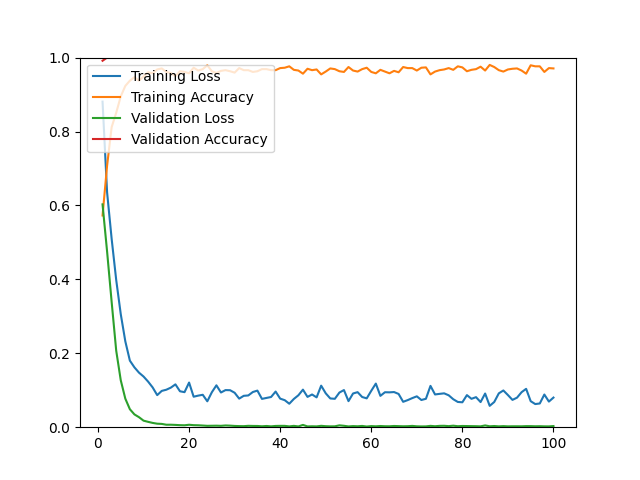 1.0
0.8
0.6
0.4
0.2
0.0
Training Loss
Training Accuracy
Validation Loss
Validation Accuracy
0 20 40 60 80 100